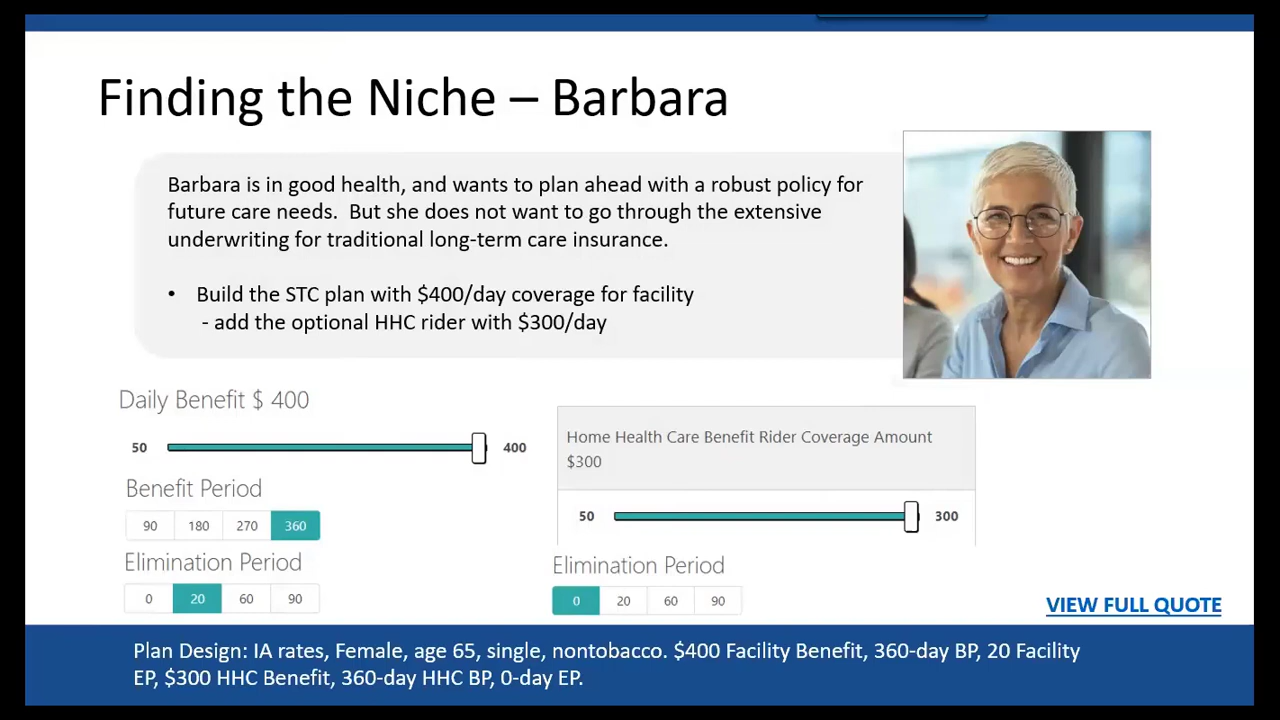 Finding the Niche – Barbara
Barbara is in good health, and wants to plan ahead with a robust policy for
future care needs.  But she does not want to go through the extensive
underwriting for traditional long-term care insurance.
• Build the STC plan with $400/day coverage for facility
- add the optional HHC rider with $300/day
Daily Benefit $ 400
50 400
Benefit Period
90 180 270 360
Elimination Period
0 20 60 90
Home Health Care Benefit Rider Coverage Amount
$300
50 300
Elimination Period
0 20 60 90
VIEW FULL QUOTE
Plan Design: IA rates, Female, age 65, single, nontobacco. $400 Facility Benefit, 360-day BP, 20 Facility
EP, $300 HHC Benefit, 360-day HHC BP, 0-day EP.